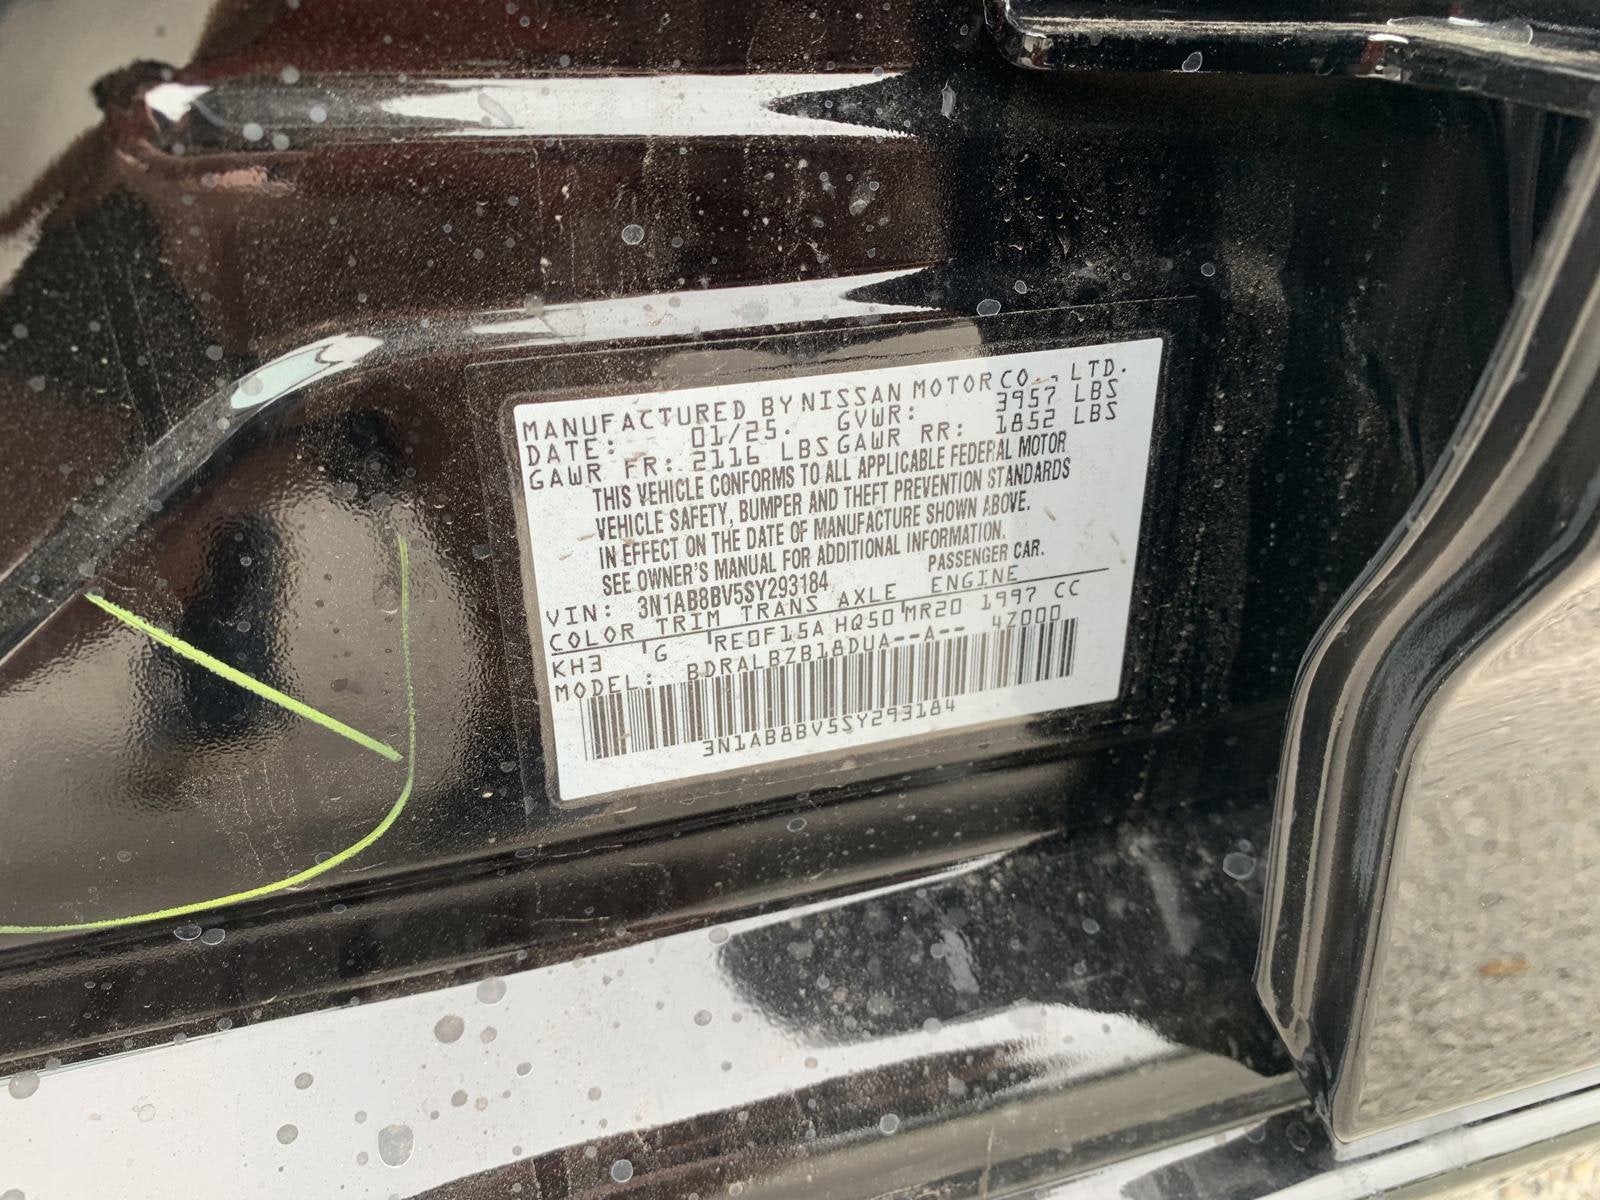 MANUFACTURED BY NISSAN MOTOR CO., LTD.
DATE: 01/25. GVWR: 3957 LBS
GAWR FR: 2116 LBS GAWR RR: 1852 LBS
THIS VEHICLE CONFORMS TO ALL APPLICABLE FEDERAL MOTOR
VEHICLE SAFETY, BUMPER AND THEFT PREVENTION STANDARDS
IN EFFECT ON THE DATE OF MANUFACTURE SHOWN ABOVE.
SEE OWNER'S MANUAL FOR ADDITIONAL INFORMATION.
VIN: 3N1AB8BV5SY293184 PASSENGER CAR.
COLOR TRIM TRANS AXLE ENGINE
KH3 G RE0F15A HQ50 MR20 1997 CC
MODEL: BDRALBZB18DUA--A-- 4Z000
3N1AB8BV5SY293184